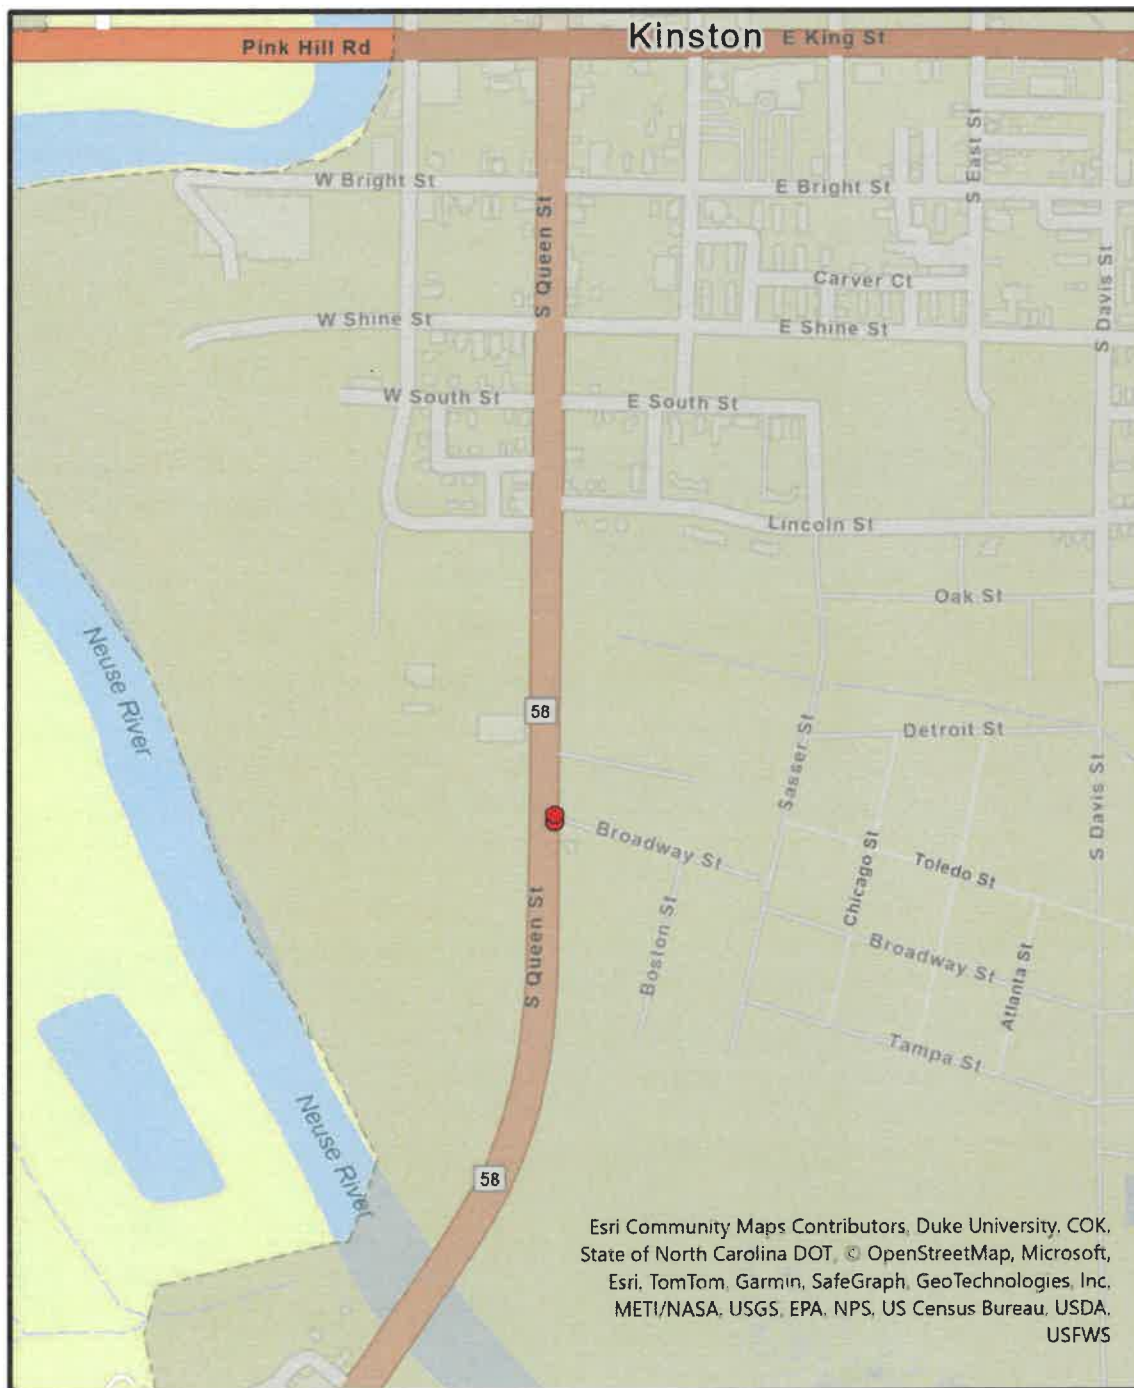 Kinston
Pink Hill Rd
E King St
S East St
W Bright St
E Bright St
S Queen St
Carver Ct
S Davis St
W Shine St
E Shine St
W South St
E South St
Lincoln St
Oak St
Neuse River
58
Detroit St
Sasser St
S Davis St
Broadway St
Chicago St
Toledo St
S Queen St
Boston St
Broadway St
Atlanta St
Tampa St
Neuse River
58
Esri Community Maps Contributors, Duke University, COK,
State of North Carolina DOT, © OpenStreetMap, Microsoft,
Esri, TomTom, Garmin, SafeGraph, GeoTechnologies, Inc,
METI/NASA, USGS, EPA, NPS, US Census Bureau, USDA,
USFWS